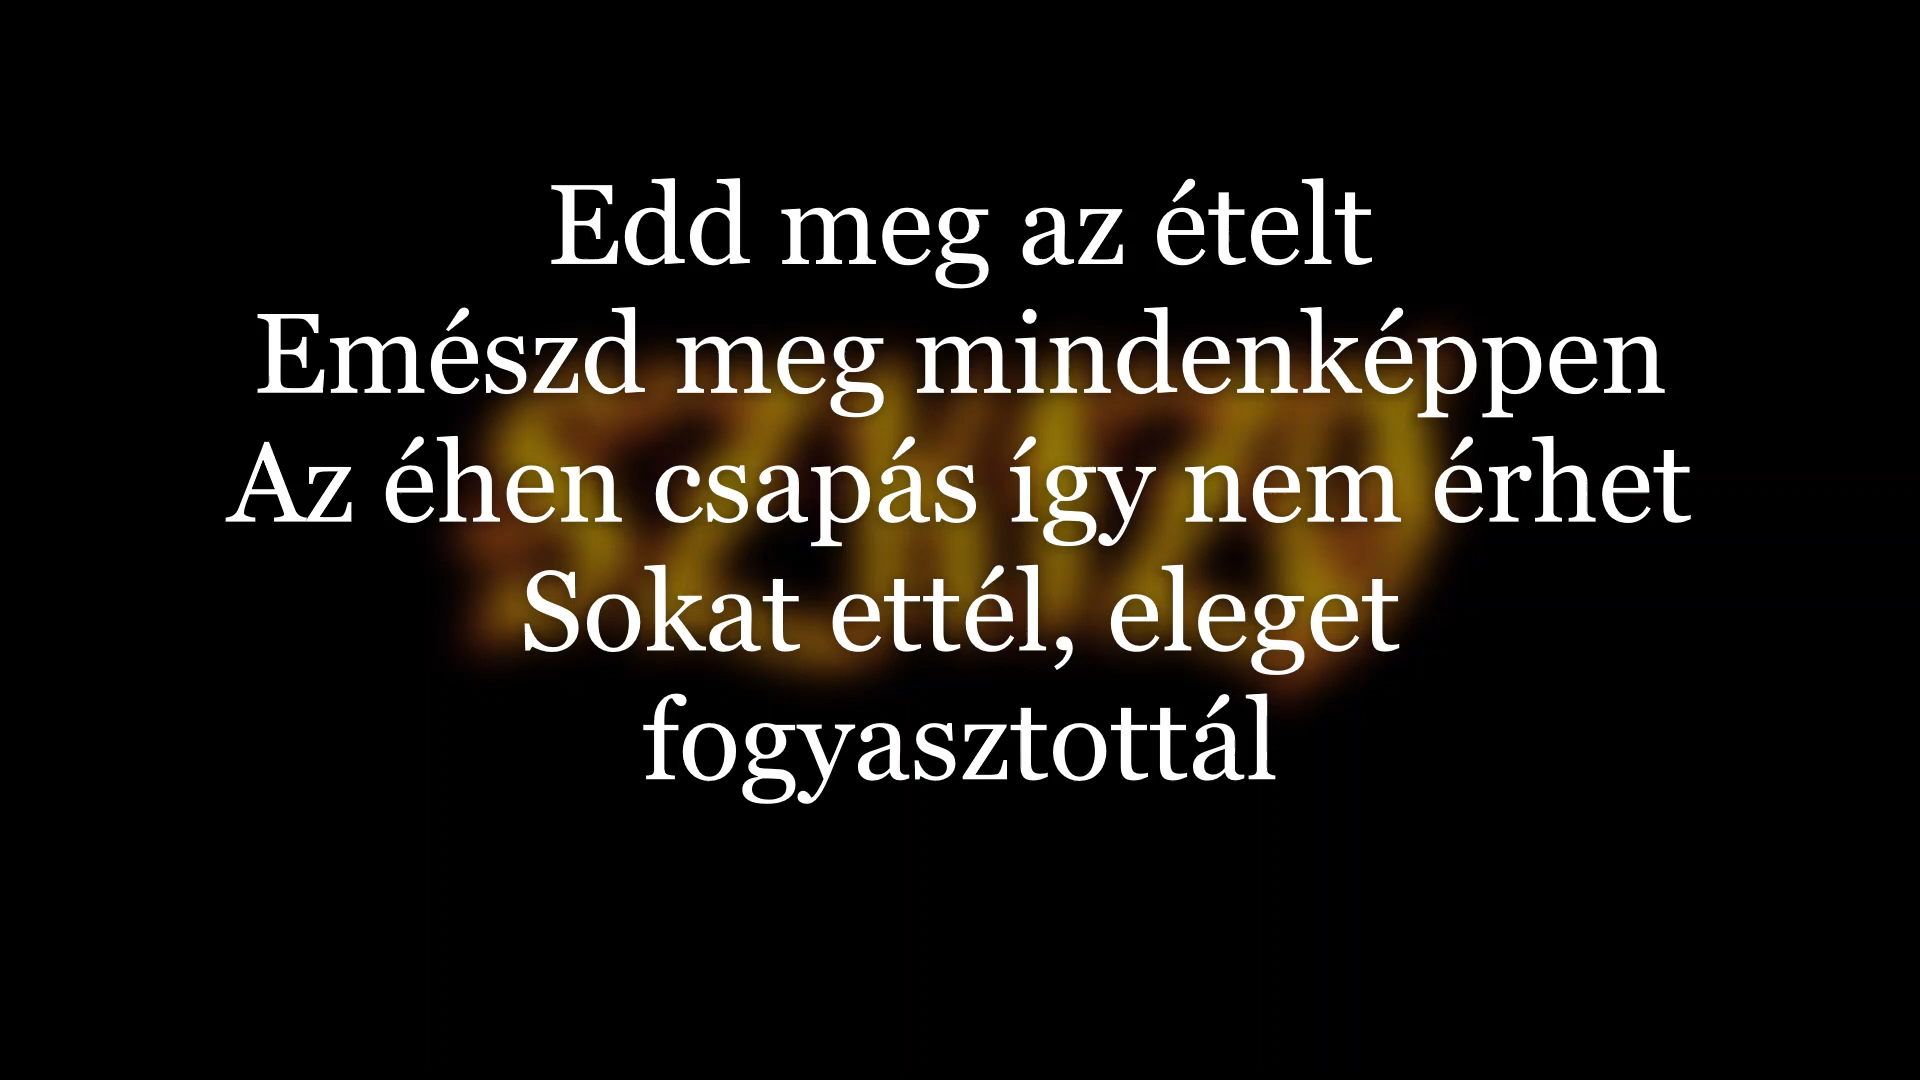 Edd meg az ételt
Emészd meg mindenképpen
Az éhen csapás így nem érhet
Sokat ettél, eleget
fogyasztottál